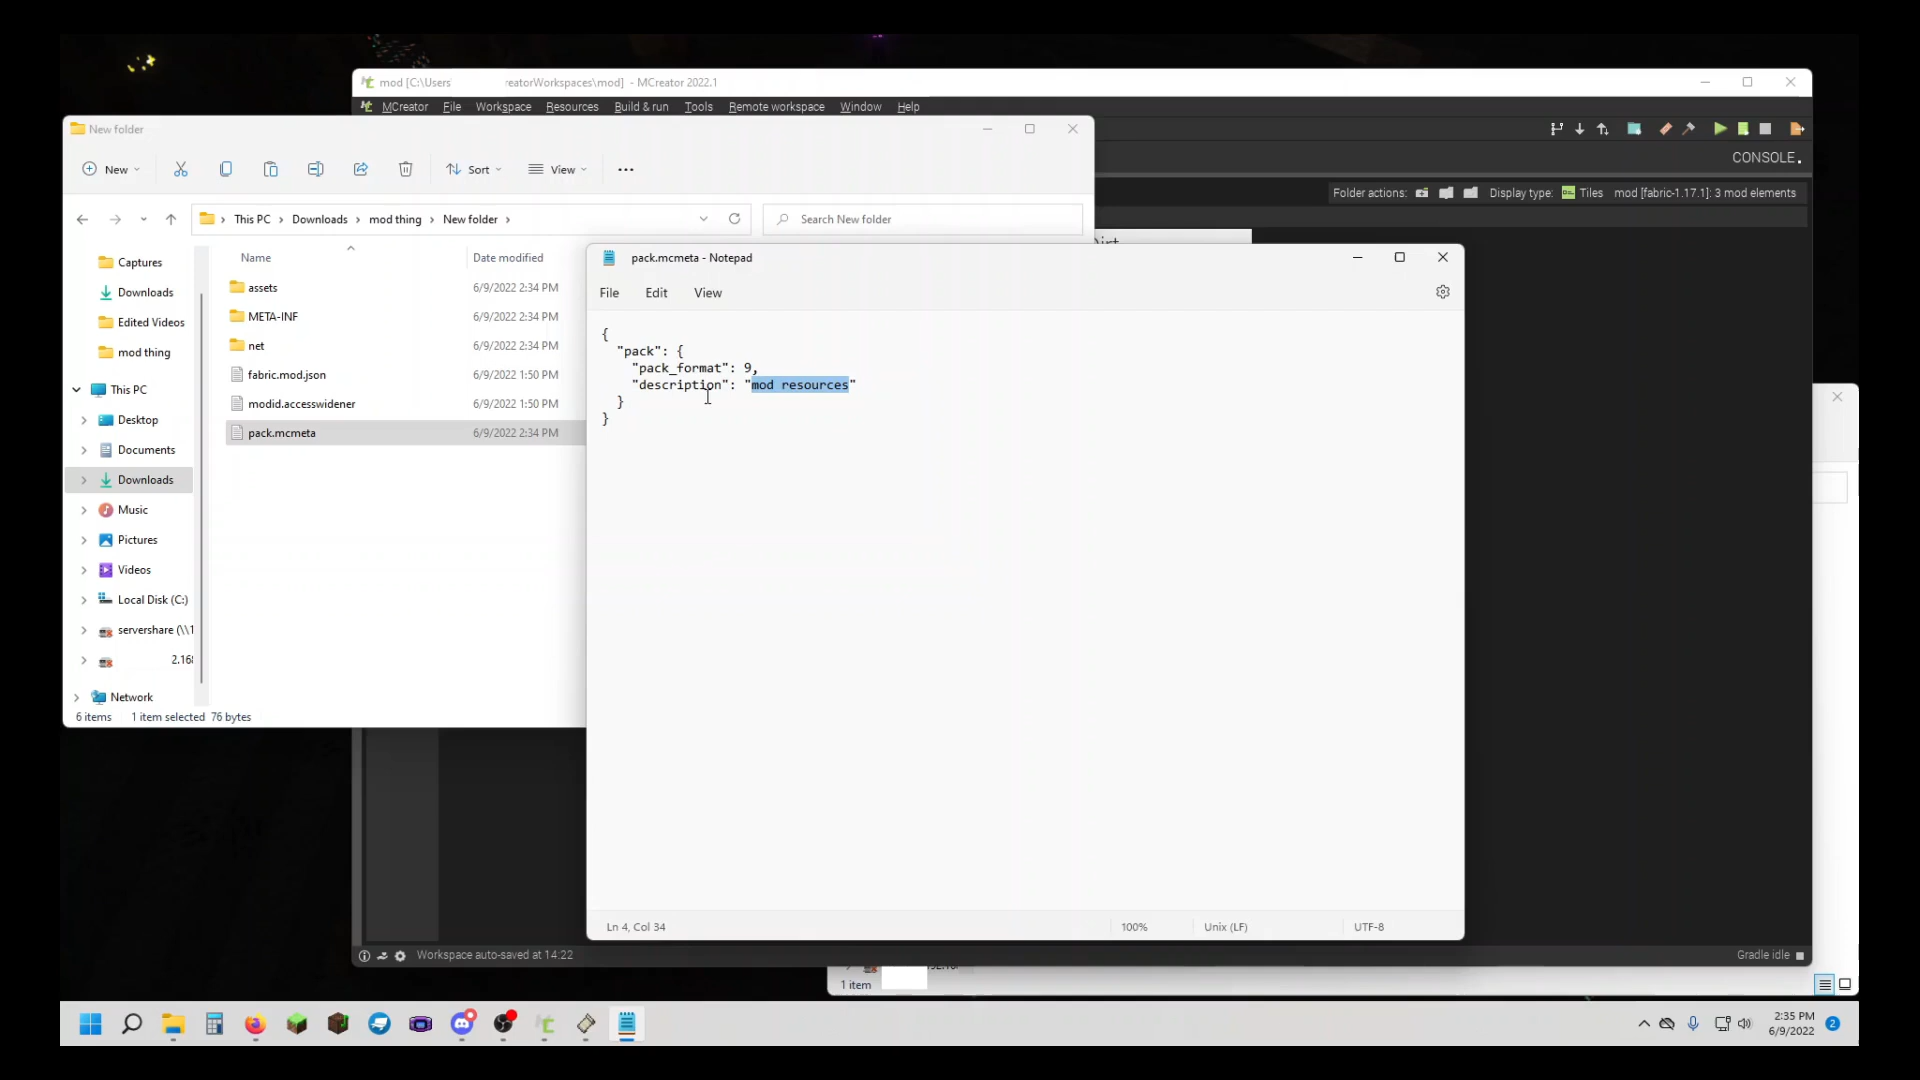 mod [C:\Users
reatorWorkspaces\mod] - MCreator 2022.1
MCreator File Workspace Resources Build & run Tools Remote workspace Window Help
CONSOLE
Folder actions: Display type: Tiles mod [fabric-1.17.1]: 3 mod elements
New folder
New Sort View
This PC > Downloads > mod thing > New folder >
Search New folder
Captures
Downloads
Edited Videos
mod thing
This PC
Desktop
Documents
Downloads
Music
Pictures
Videos
Local Disk (C:)
servershare (\\1
2.168
Network
Name Date modified
assets 6/9/2022 2:34 PM
META-INF 6/9/2022 2:34 PM
net 6/9/2022 2:34 PM
fabric.mod.json 6/9/2022 1:50 PM
modid.accesswidener 6/9/2022 1:50 PM
pack.mcmeta 6/9/2022 2:34 PM
6 items 1 item selected 76 bytes
pack.mcmeta - Notepad
File Edit View
{
"pack": {
"pack_format": 9,
"description": "mod resources"
}
}
Ln 4, Col 34 100% Unix (LF) UTF-8
Workspace auto-saved at 14:22
Gradle idle
1 item
2:35 PM
6/9/2022
2